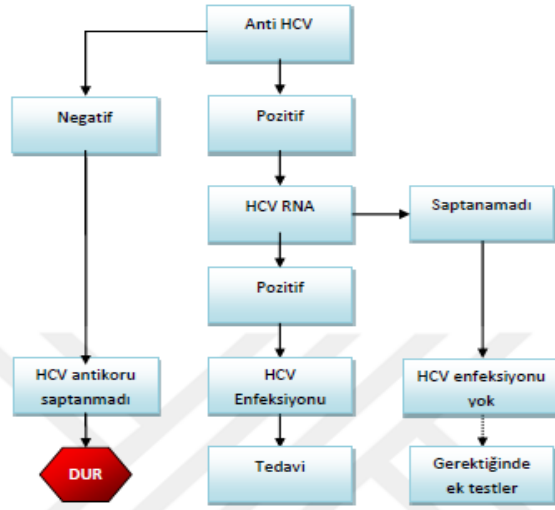 Anti HCV
Negatif
Pozitif
HCV RNA
Saptanamadı
Pozitif
HCV antikoru
saptanmadı
HCV
Enfeksiyonu
HCV enfeksiyonu
yok
DUR
Tedavi
Gerektiğinde
ek testler